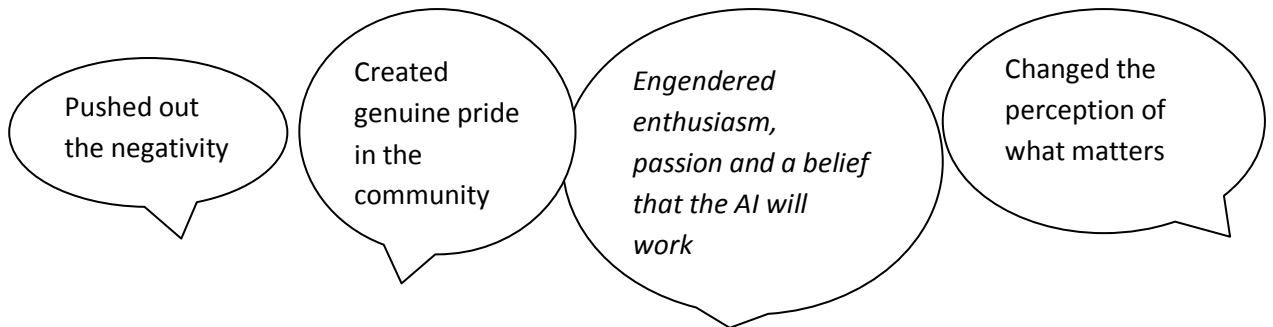 Pushed out
the negativity
Created
genuine pride
in the
community
Engendered
enthusiasm,
passion and a belief
that the AI will
work
Changed the
perception of
what matters